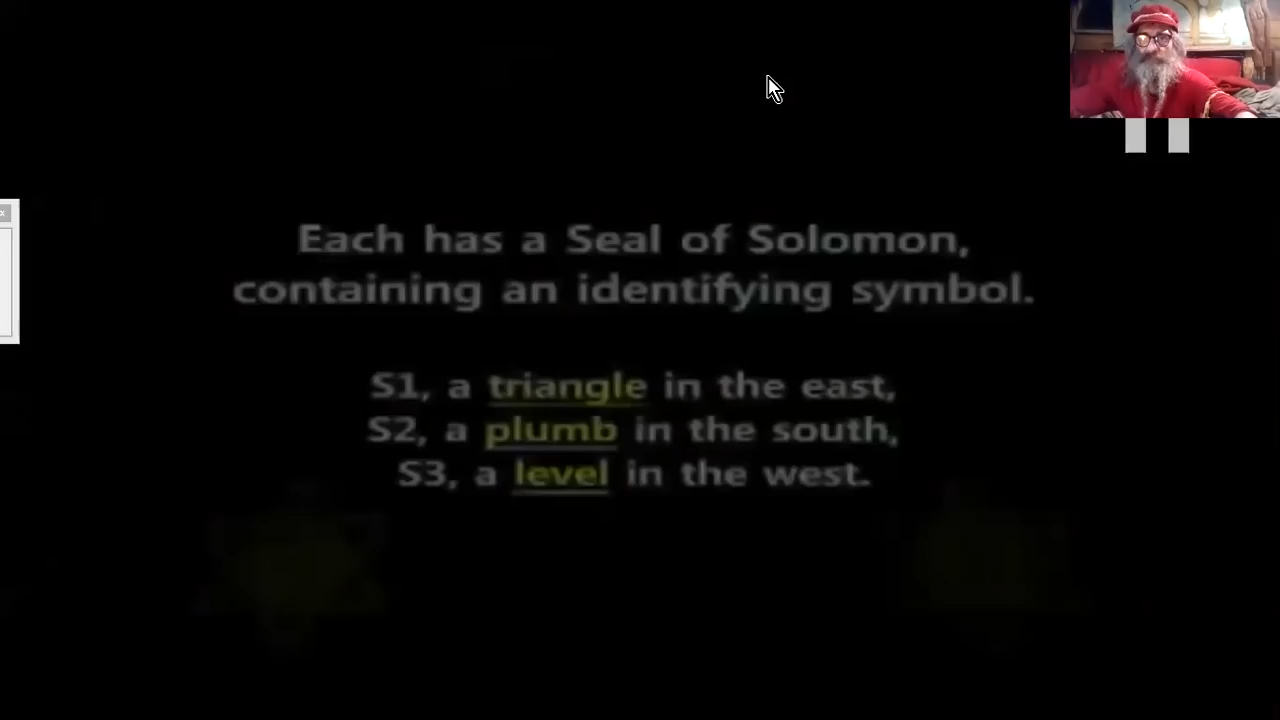 Each has a Seal of Solomon,
containing an identifying symbol.
S1, a triangle in the east,
S2, a plumb in the south,
S3, a level in the west.